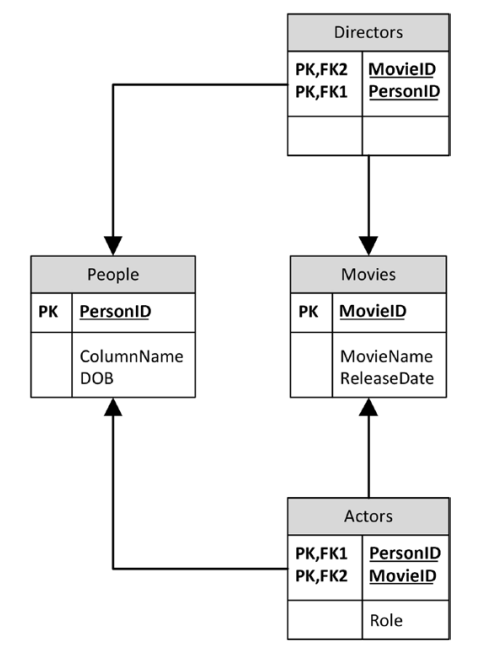 Directors
PK,FK2 MovieID
PK,FK1 PersonID
People
PK PersonID
ColumnName
DOB
Movies
PK MovieID
MovieName
ReleaseDate
Actors
PK,FK1 PersonID
PK,FK2 MovieID
Role